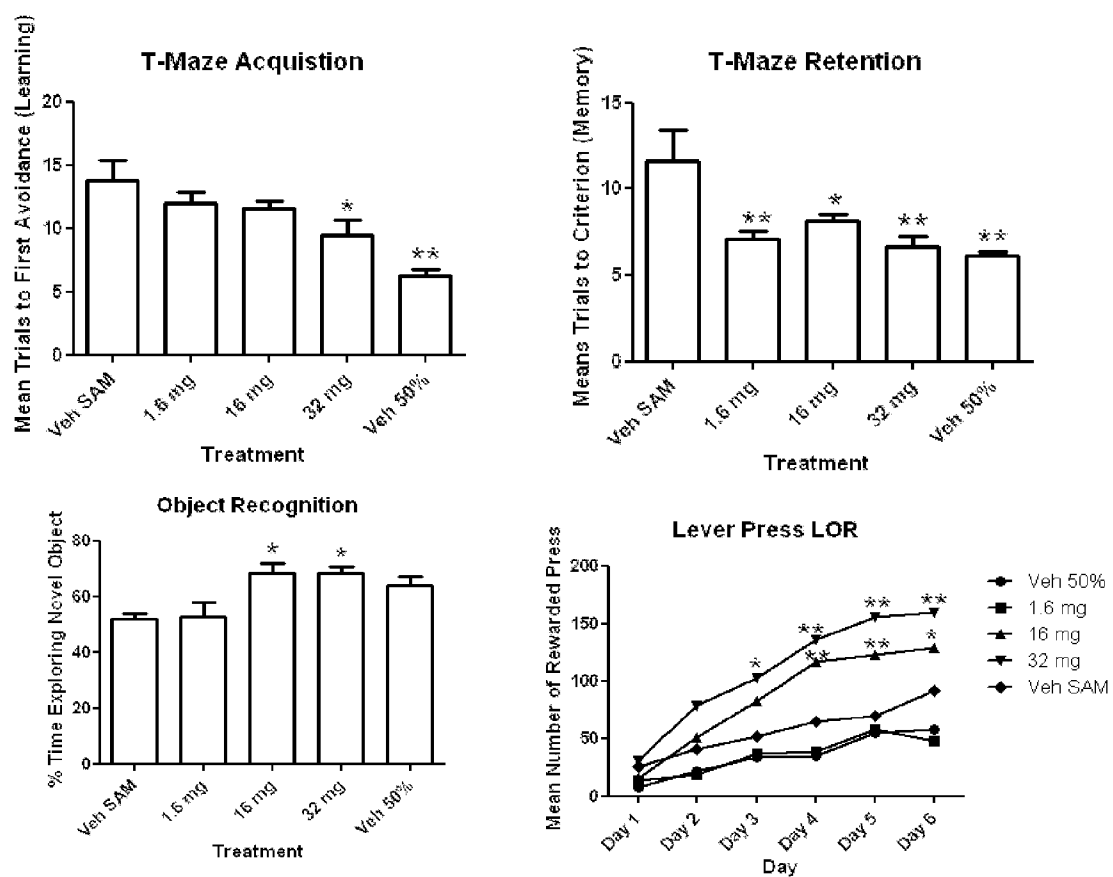 T-Maze Acquistion
Mean Trials to First Avoidance (Learning)
20
15
10
5
0
*
**
Veh SAM
1.6 mg
16 mg
32 mg
Veh 50%
Treatment
T-Maze Retention
Means Trials to Criterion (Memory)
15
10
5
0
**
*
**
**
Veh SAM
1.6 mg
16 mg
32 mg
Veh 50%
Treatment
Object Recognition
% Time Exploring Novel Object
80
60
40
20
0
*
*
Veh SAM
1.6 mg
16 mg
32 mg
Veh 50%
Treatment
Lever Press LOR
Mean Number of Rewarded Press
200
150
100
50
0
*
**
**
**
**
**
*
Day 1
Day 2
Day 3
Day 4
Day 5
Day 6
Day
Veh 50%
1.6 mg
16 mg
32 mg
Veh SAM